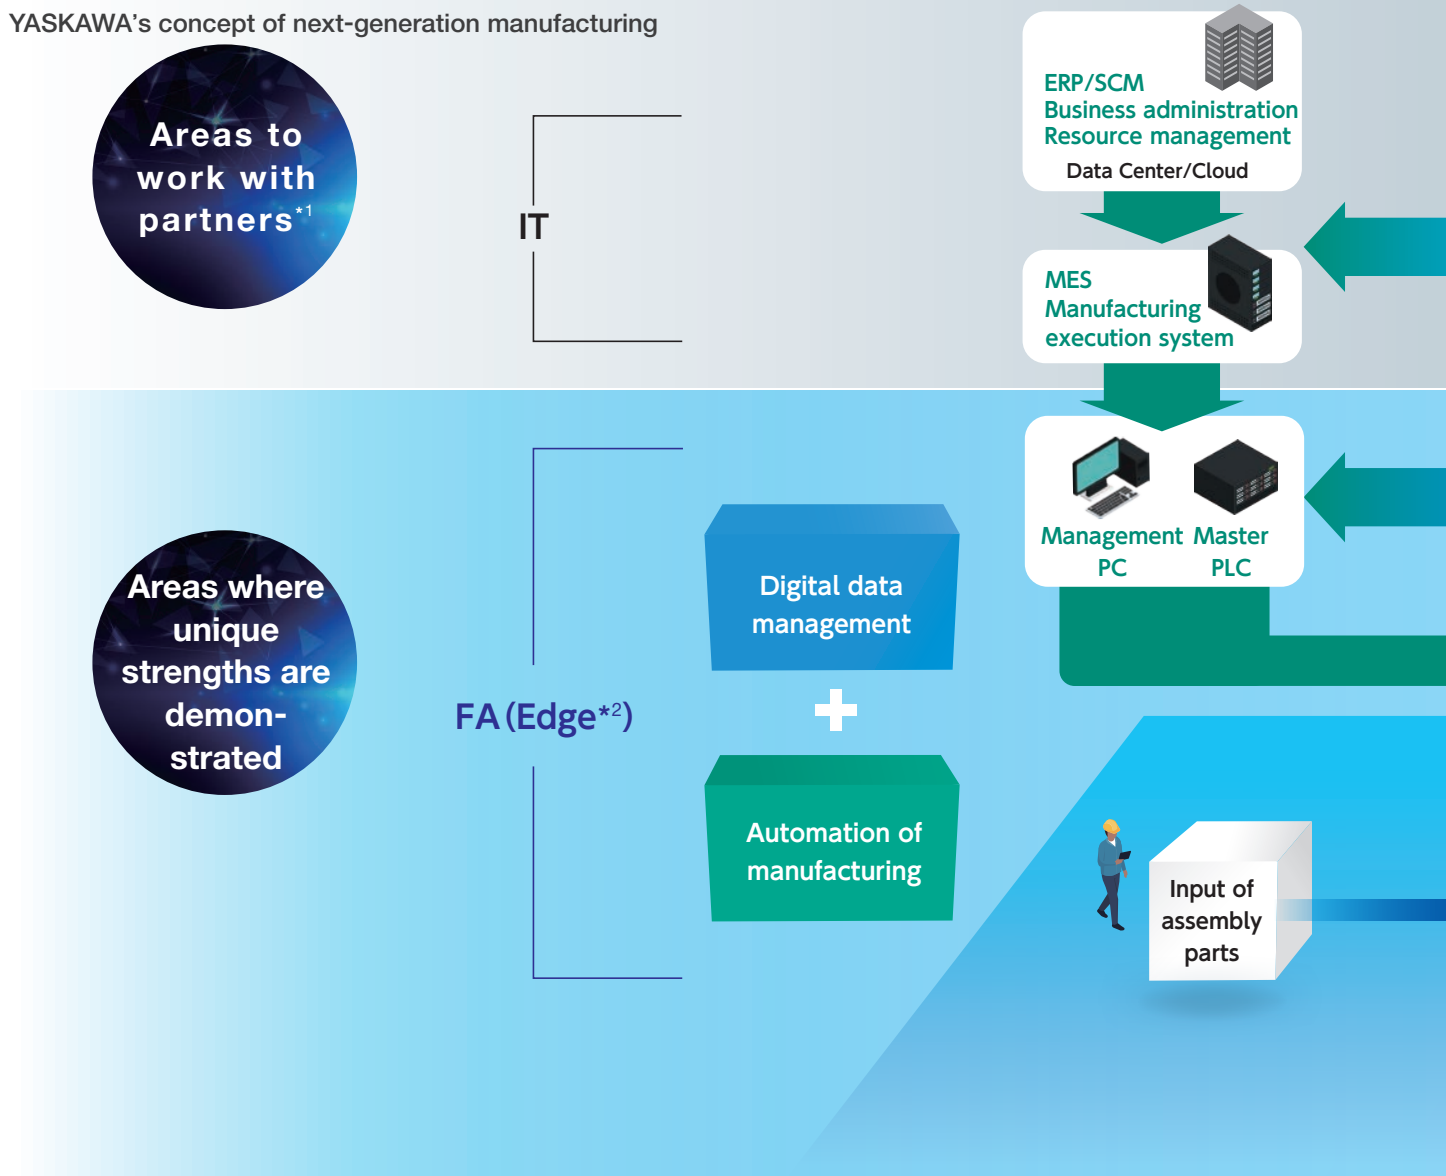 YASKAWA's concept of next-generation manufacturing
Areas to
work with
partners*1
IT
ERP/SCM
Business administration
Resource management
Data Center/Cloud
MES
Manufacturing
execution system
Management
PC
Master
PLC
Areas where
unique
strengths are
demon-
strated
FA (Edge*2)
Digital data
management
Automation of
manufacturing
Input of
assembly
parts